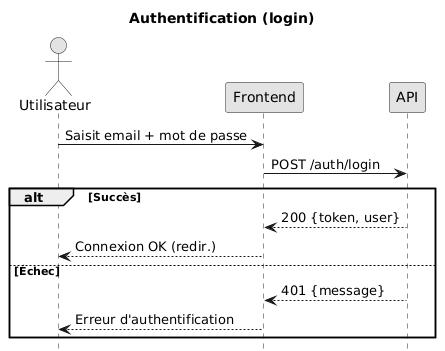 Authentification (login)
Utilisateur
Frontend
API
Saisit email + mot de passe
POST /auth/login
alt [Succès]
200 {token, user}
Connexion OK (redir.)
[Échec]
401 {message}
Erreur d'authentification